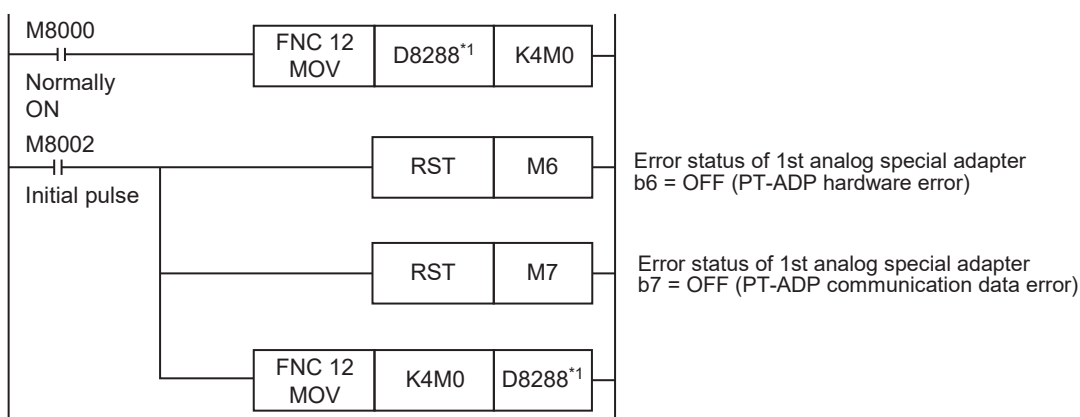 M8000
Normally
ON
FNC 12
MOV
D8288*1
K4M0
M8002
Initial pulse
RST
M6
Error status of 1st analog special adapter
b6 = OFF (PT-ADP hardware error)
RST
M7
Error status of 1st analog special adapter
b7 = OFF (PT-ADP communication data error)
FNC 12
MOV
K4M0
D8288*1